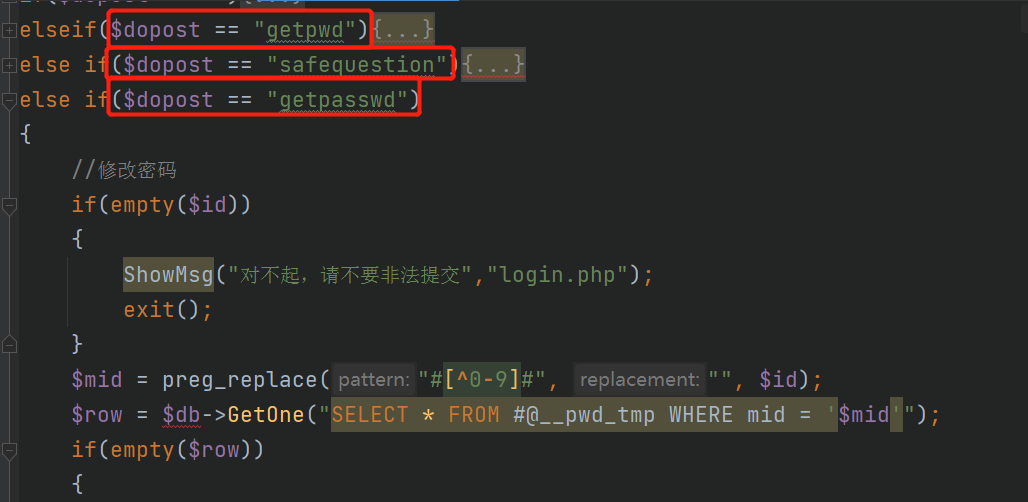 elseif($dopost == "getpwd"){...}
else if($dopost == "safequestion"){...}
else if($dopost == "getpasswd")
{
//修改密码
if(empty($id))
{
ShowMsg("对不起，请不要非法提交","login.php");
exit();
}
$mid = preg_replace( pattern: "#[^0-9]#", replacement: "", $id);
$row = $db->GetOne("SELECT * FROM #@__pwd_tmp WHERE mid = '$mid'");
if(empty($row))
{